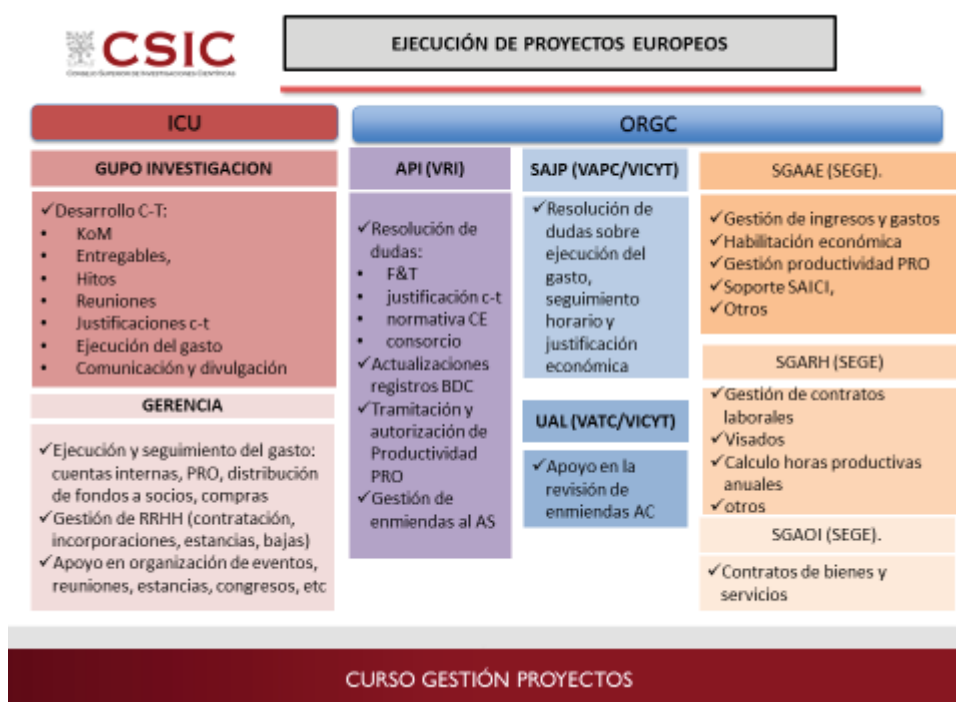 CSIC
CONSEJO SUPERIOR DE INVESTIGACIONES CIENTÍFICAS
EJECUCIÓN DE PROYECTOS EUROPEOS
ICU
GUPO INVESTIGACION
✓Desarrollo C-T:
• KoM
• Entregables,
• Hitos
• Reuniones
• Justificaciones c-t
• Ejecución del gasto
• Comunicación y divulgación
GERENCIA
✓Ejecución y seguimiento del gasto:
cuentas internas, PRO, distribución
de fondos a socios, compras
✓Gestión de RRHH (contratación,
incorporaciones, estancias, bajas)
✓Apoyo en organización de eventos,
reuniones, estancias, congresos, etc
ORGC
API (VRI)
✓Resolución de
dudas:
• F&T
• justificación c-t
• normativa CE
• consorcio
✓Actualizaciones
registros BDC
✓Tramitación y
autorización de
Productividad
PRO
✓Gestión de
enmiendas al AS
SAJP (VAPC/VICYT)
✓Resolución de
dudas sobre
ejecución del
gasto,
seguimiento
horario y
justificación
económica
UAL (VATC/VICYT)
✓Apoyo en la
revisión de
enmiendas AC
SGAAE (SEGE).
✓Gestión de ingresos y gastos
✓Habilitación económica
✓Gestión productividad PRO
✓Soporte SAICI,
✓Otros
SGARH (SEGE)
✓Gestión de contratos
laborales
✓Visados
✓Calculo horas productivas
anuales
✓otros
SGAOI (SEGE).
✓Contratos de bienes y
servicios
CURSO GESTIÓN PROYECTOS